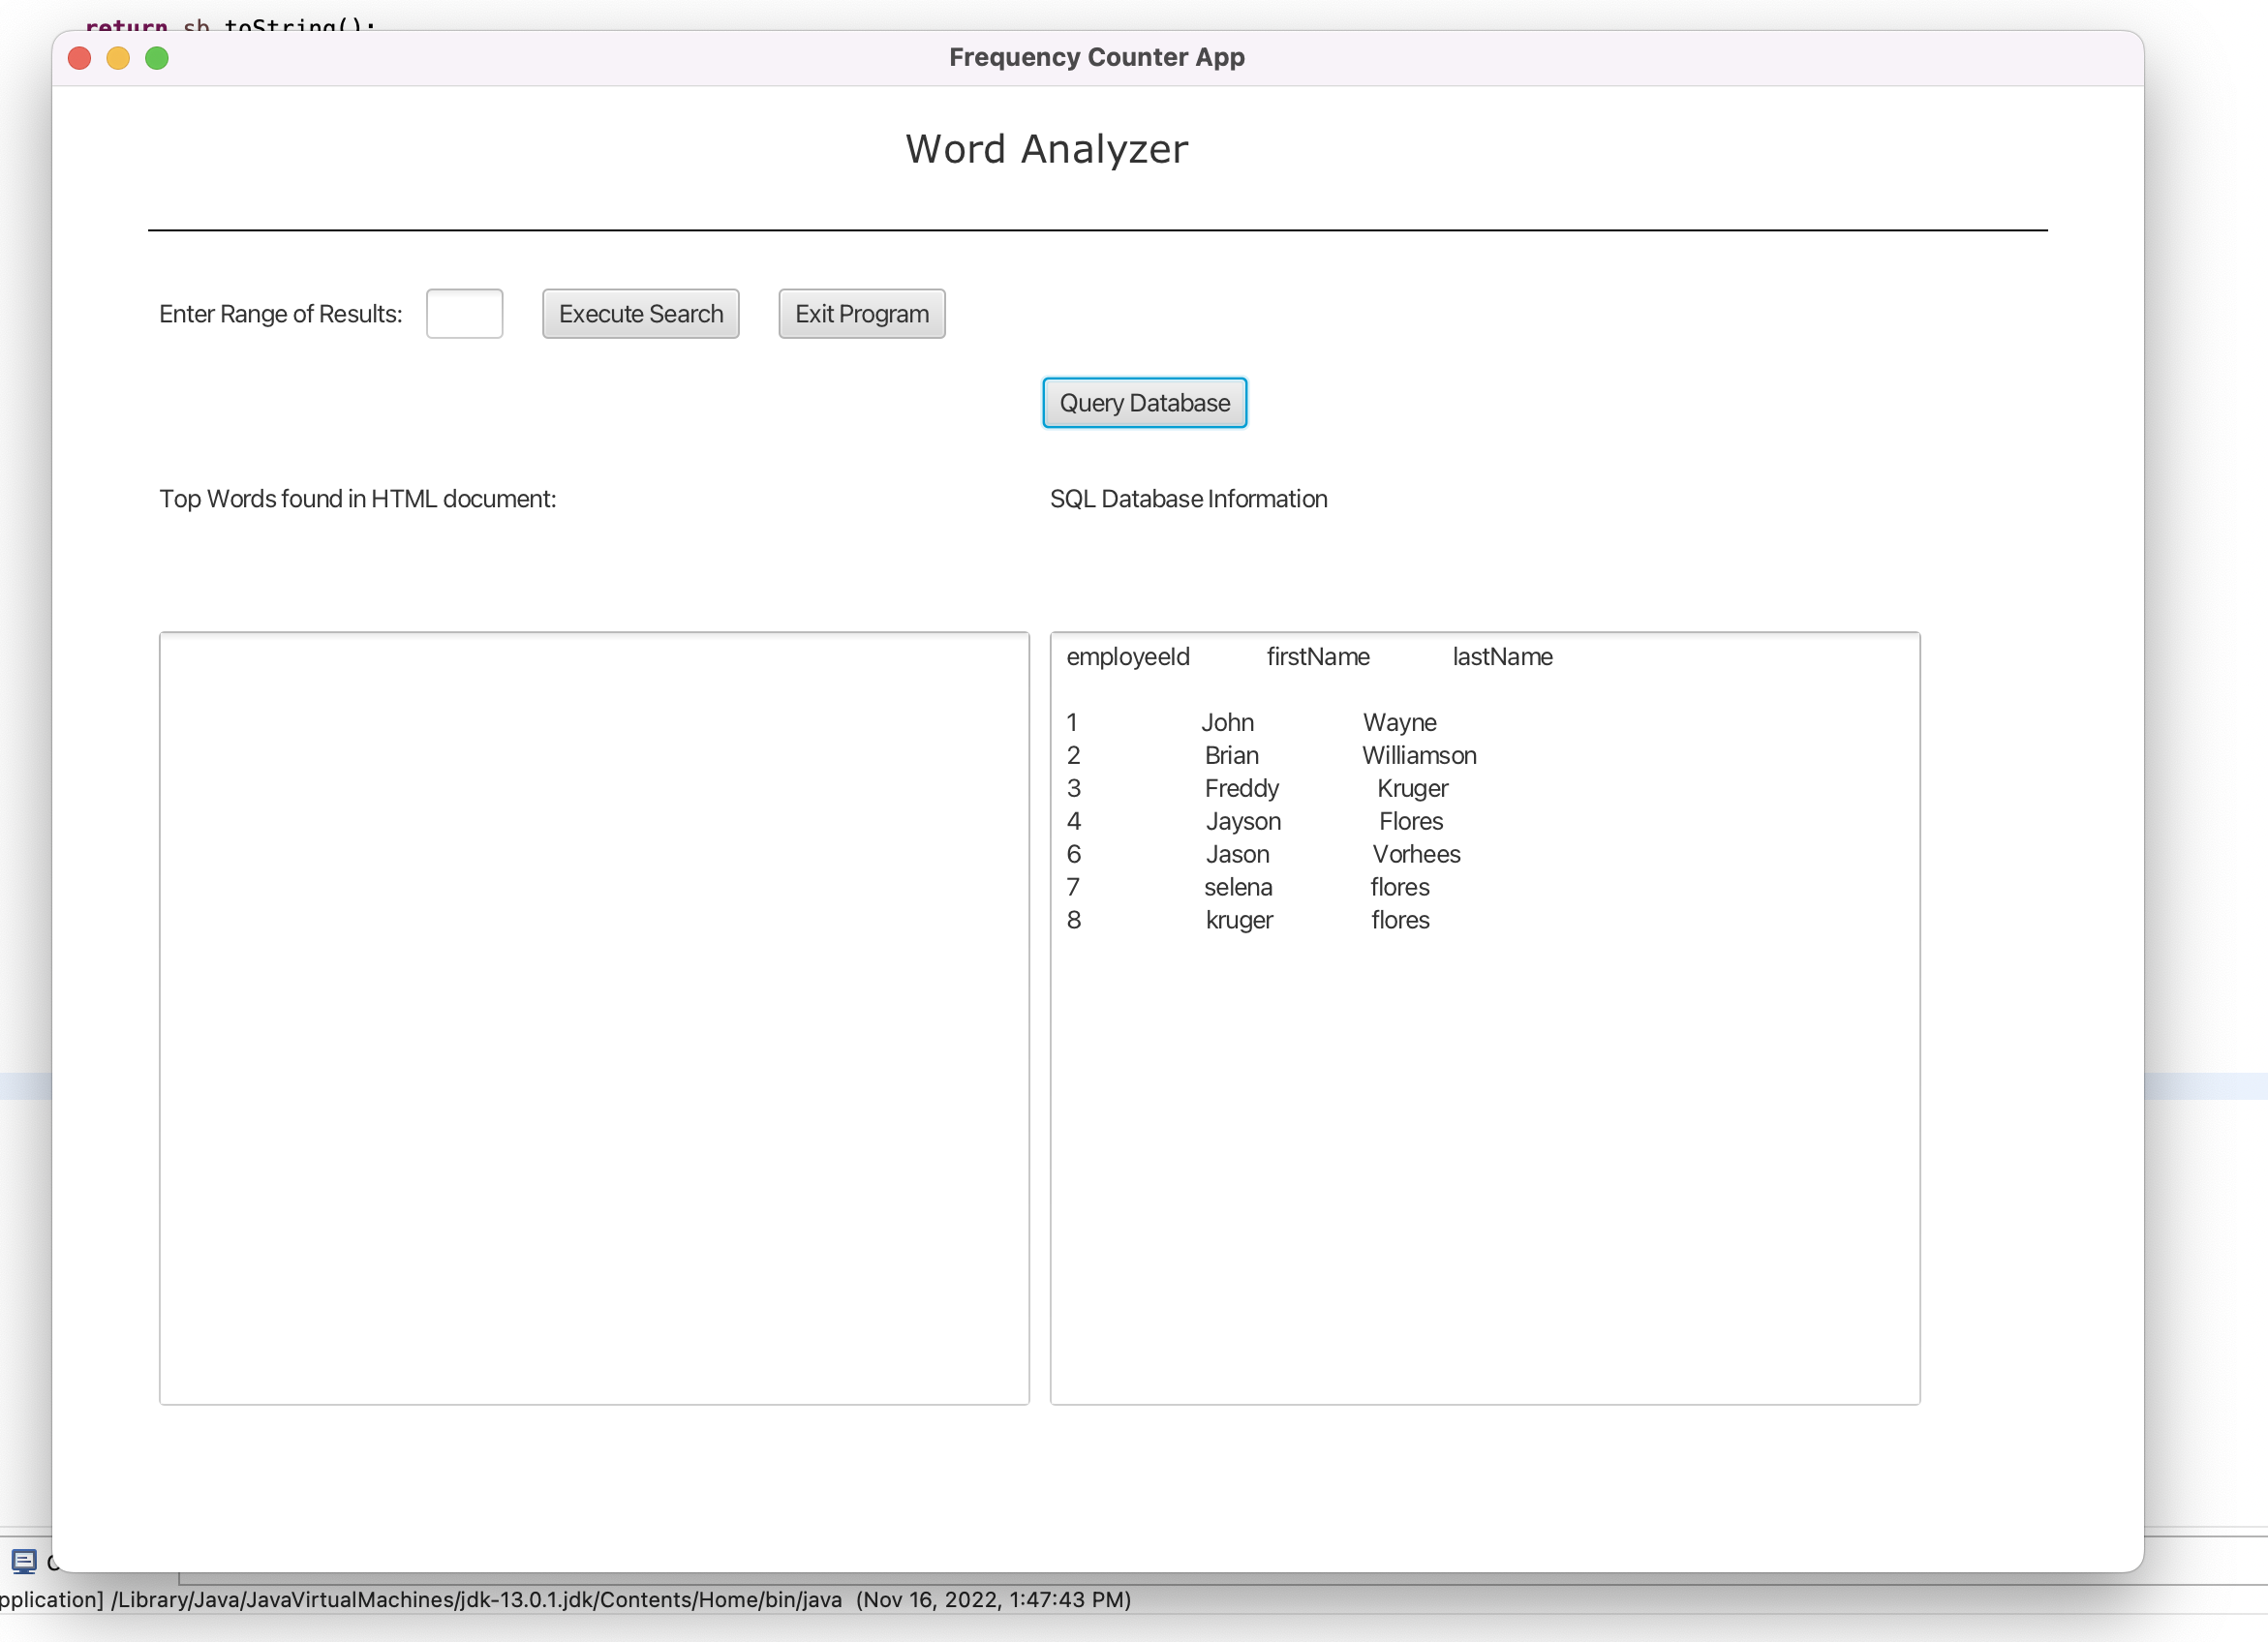 return sb.toString();
Frequency Counter App
Word Analyzer
Enter Range of Results: Execute Search Exit Program
Query Database
Top Words found in HTML document: SQL Database Information
employeeId firstName lastName
1 John Wayne
2 Brian Williamson
3 Freddy Kruger
4 Jayson Flores
6 Jason Vorhees
7 selena flores
8 kruger flores
pplication] /Library/Java/JavaVirtualMachines/jdk-13.0.1.jdk/Contents/Home/bin/java (Nov 16, 2022, 1:47:43 PM)